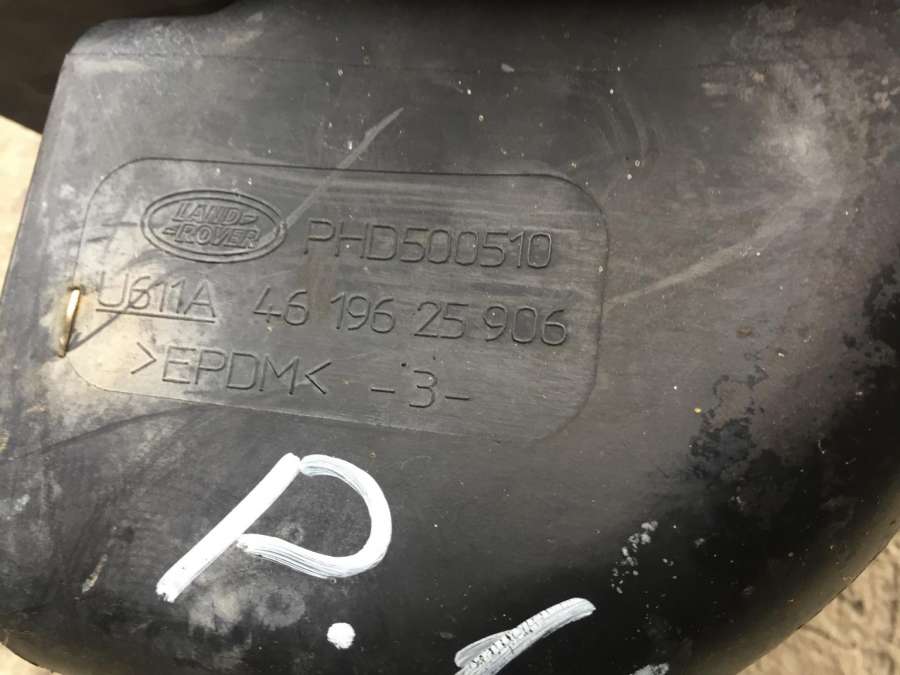 LAND ROVER PHD500510
U611A 46 196 25 906
>EPDM< -3-
P.